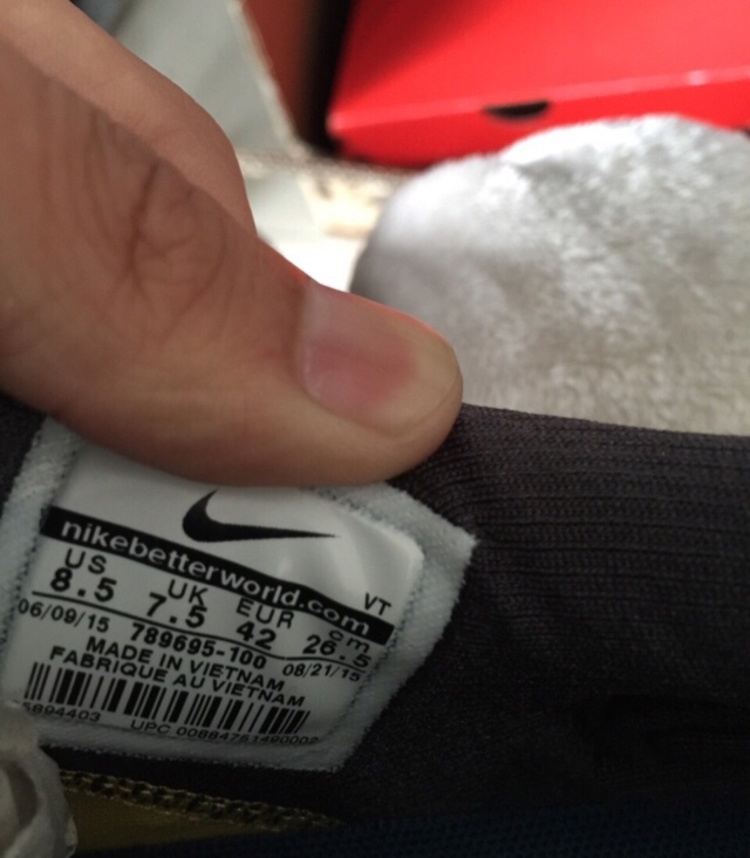 nikebetterworld.com
VT
US UK EUR cm
8.5 7.5 42 26.5
06/09/15 789695-100 08/21/15
MADE IN VIETNAM
FABRIQUE AU VIETNAM
UPC